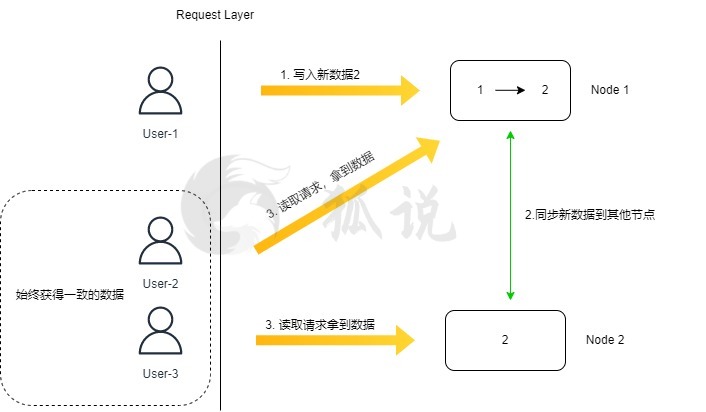 Request Layer
1. 写入新数据2
1
2
Node 1
User-1
3. 读取请求，拿到数据
狐说
2.同步新数据到其他节点
User-2
始终获得一致的数据
3. 读取请求拿到数据
2
Node 2
User-3